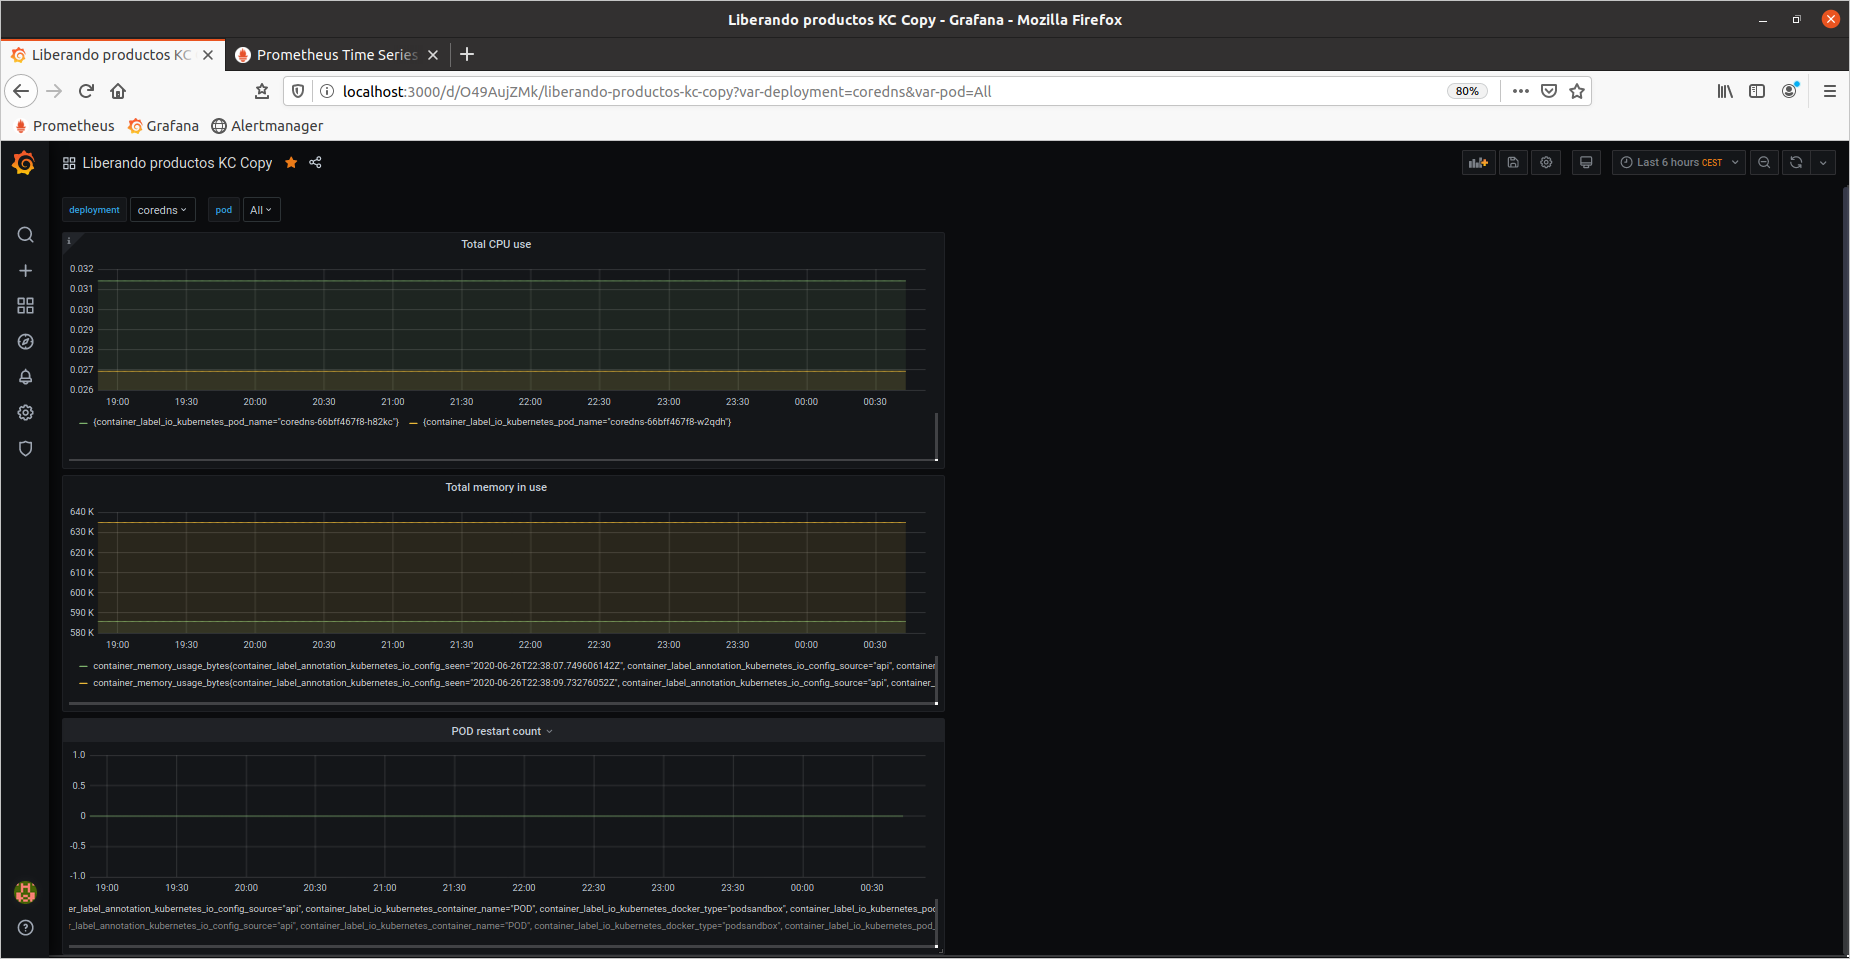 Liberando productos KC Copy - Grafana - Mozilla Firefox
Liberando productos KC
Prometheus Time Series
localhost:3000/d/O49AujZMk/liberando-productos-kc-copy?var-deployment=coredns&var-pod=All
80%
Prometheus Grafana Alertmanager
Liberando productos KC Copy
Last 6 hours CEST
deployment coredns pod All
i
Total CPU use
0.032
0.031
0.030
0.029
0.028
0.027
0.026
19:00 19:30 20:00 20:30 21:00 21:30 22:00 22:30 23:00 23:30 00:00 00:30
{container_label_io_kubernetes_pod_name="coredns-66bff467f8-h82kc"} {container_label_io_kubernetes_pod_name="coredns-66bff467f8-w2qdh"}
Total memory in use
640 K
630 K
620 K
610 K
600 K
590 K
580 K
19:00 19:30 20:00 20:30 21:00 21:30 22:00 22:30 23:00 23:30 00:00 00:30
container_memory_usage_bytes{container_label_annotation_kubernetes_io_config_seen="2020-06-26T22:38:07.749606142Z", container_label_annotation_kubernetes_io_config_source="api", container
container_memory_usage_bytes{container_label_annotation_kubernetes_io_config_seen="2020-06-26T22:38:09.73276052Z", container_label_annotation_kubernetes_io_config_source="api", container_
POD restart count
1.0
0.5
0
-0.5
-1.0
19:00 19:30 20:00 20:30 21:00 21:30 22:00 22:30 23:00 23:30 00:00 00:30
er_label_annotation_kubernetes_io_config_source="api", container_label_io_kubernetes_container_name="POD", container_label_io_kubernetes_docker_type="podsandbox", container_label_io_kubernetes_pod
r_label_annotation_kubernetes_io_config_source="api", container_label_io_kubernetes_container_name="POD", container_label_io_kubernetes_docker_type="podsandbox", container_label_io_kubernetes_pod_